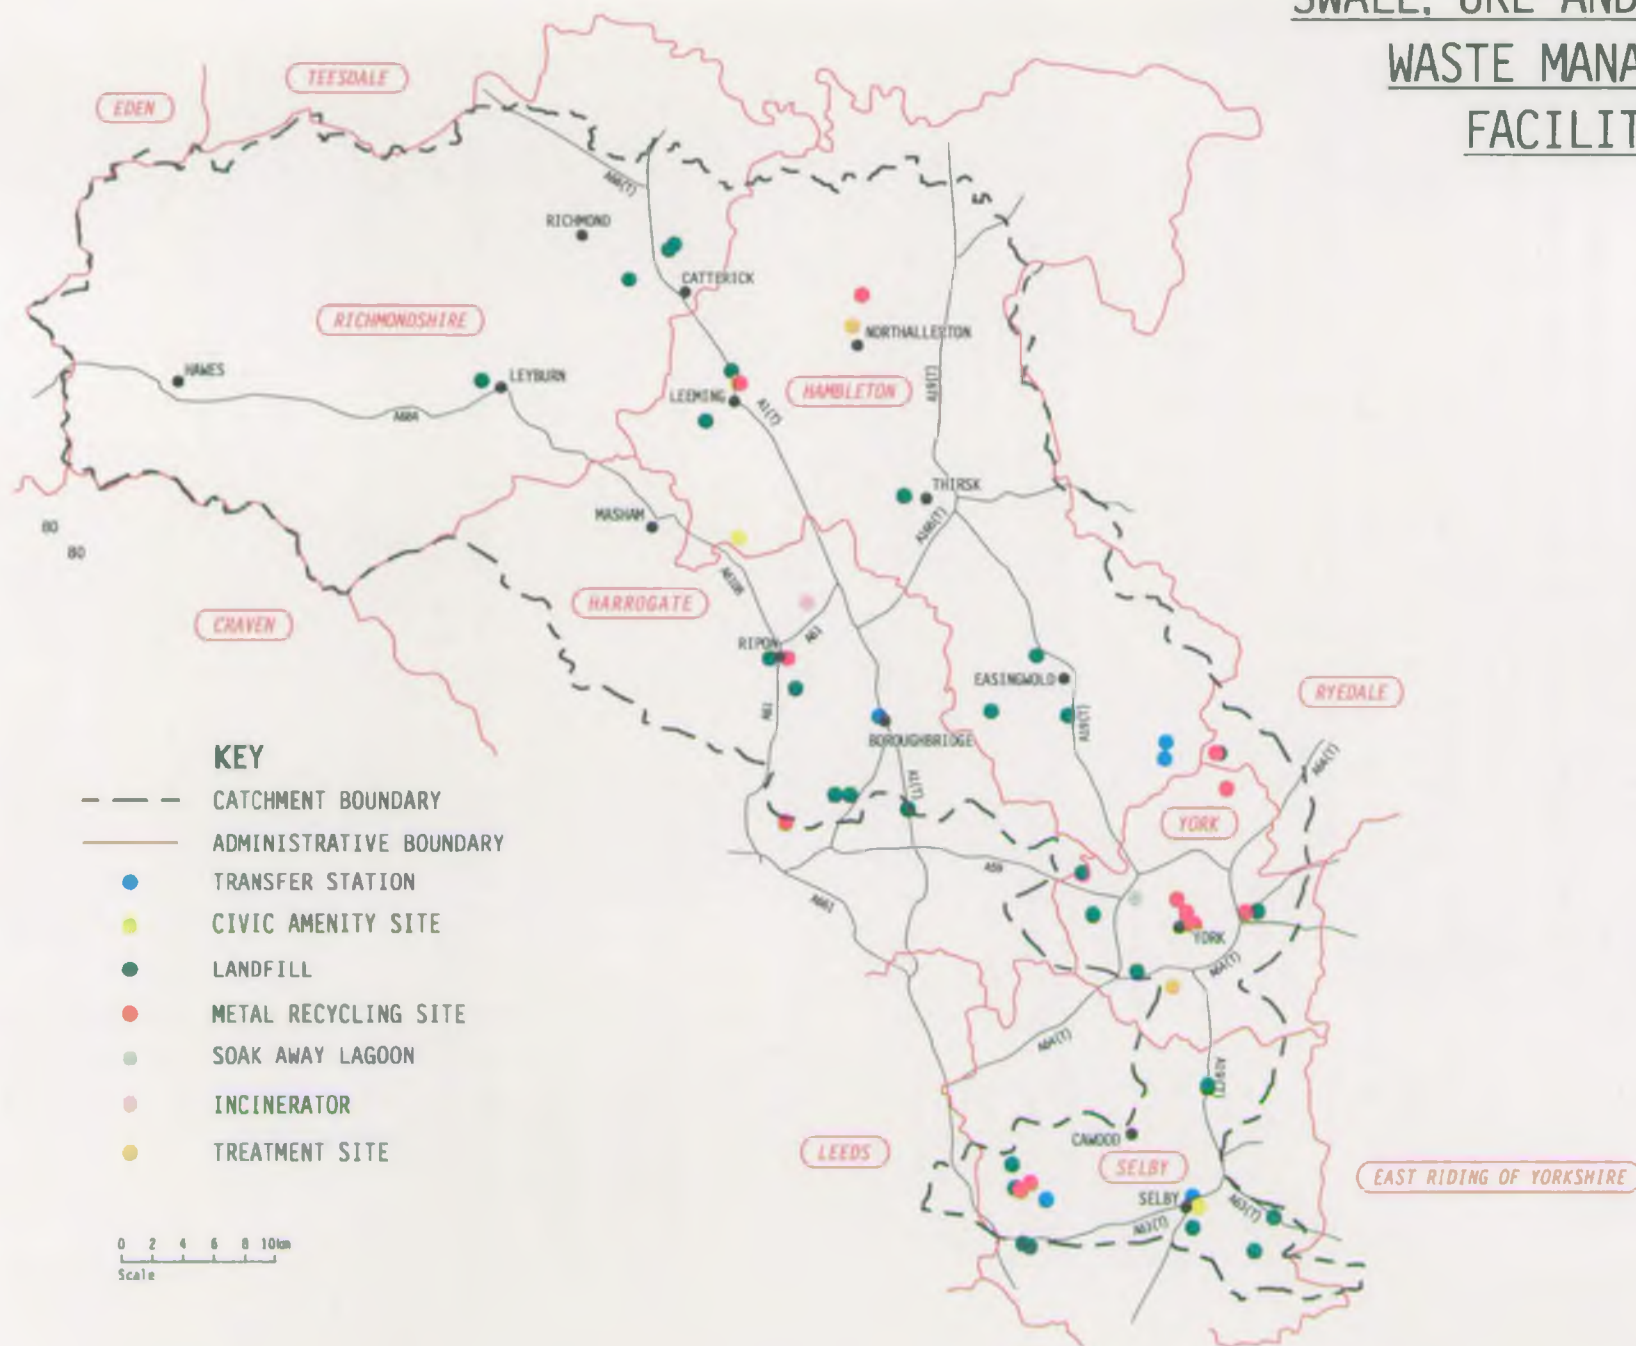 SWALE, URE AND
WASTE MANA
FACILIT
TEESDALE
EDEN
A66(T)
RICHMOND
CATTERICK
RICHMONDSHIRE
NORTHALLERTON
HAWES
LEYBURN
HAMBLETON
A19(T)
LEEMING
A1(T)
A684
THIRSK
MASHAM
A168(T)
80
80
A6108
HARROGATE
CRAVEN
A61
RIPON
EASINGWOLD
RYEDALE
A61
A19(T)
BOROUGHBRIDGE
A64(T)
A1(T)
YORK
A59
A661
YORK
A64(T)
A64(T)
A19(T)
CAWOOD
LEEDS
SELBY
EAST RIDING OF YORKSHIRE
SELBY
A63(T)
A63(T)
KEY
CATCHMENT BOUNDARY
ADMINISTRATIVE BOUNDARY
TRANSFER STATION
CIVIC AMENITY SITE
LANDFILL
METAL RECYCLING SITE
SOAK AWAY LAGOON
INCINERATOR
TREATMENT SITE
0 2 4 6 8 10km
Scale